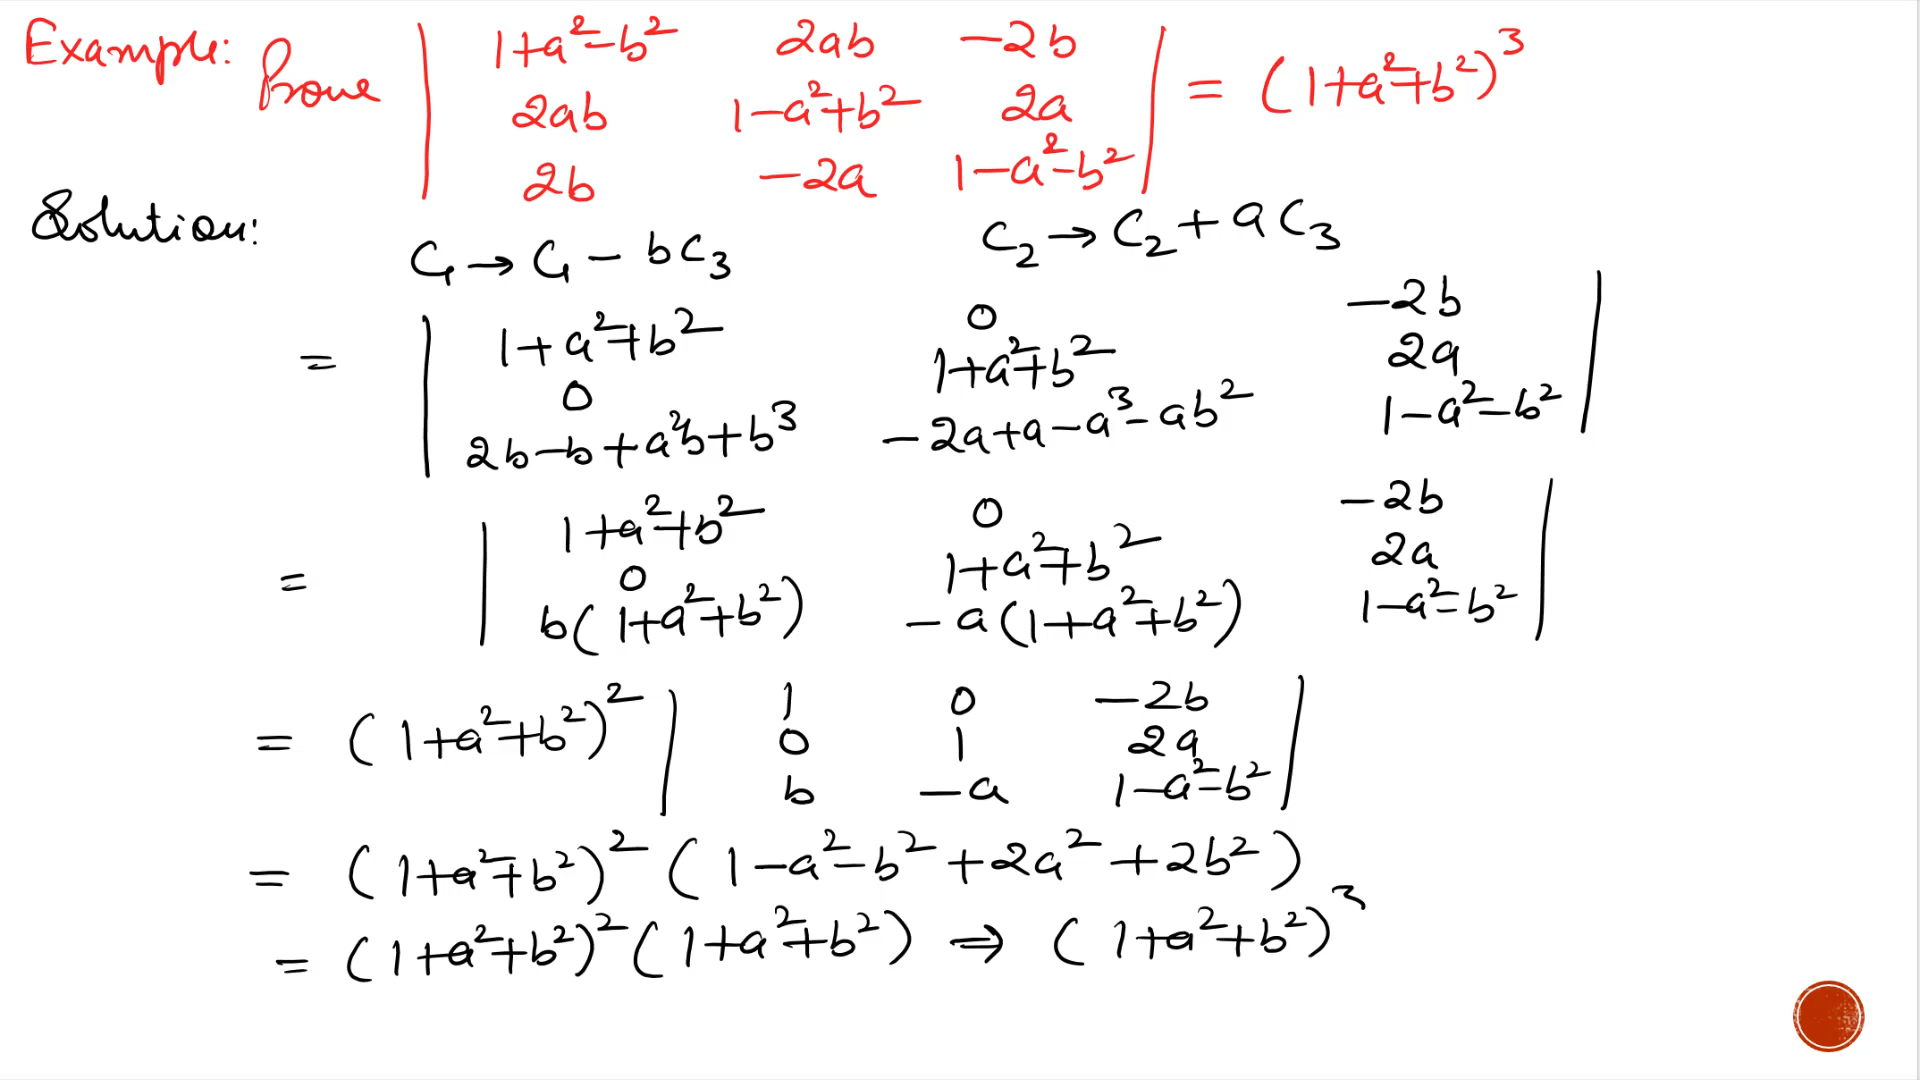 Example: Prove | 1+a²-b² 2ab -2b |
| 2ab 1-a²+b² 2a | = (1+a²+b²)³
| 2b -2a 1-a²-b² |
Solution:
C₁→C₁-bC₃ C₂→C₂+aC₃
= | 1+a²+b² 0 -2b |
| 0 1+a²+b² 2a |
| 2b-b+a²b+b³ -2a+a-a³-ab² 1-a²-b² |
= | 1+a²+b² 0 -2b |
| 0 1+a²+b² 2a |
| b(1+a²+b²) -a(1+a²+b²) 1-a²-b² |
= (1+a²+b²)² | 1 0 -2b |
| 0 1 2a |
| b -a 1-a²-b² |
= (1+a²+b²)² (1-a²-b²+2a²+2b²)
= (1+a²+b²)² (1+a²+b²) ⇒ (1+a²+b²)³